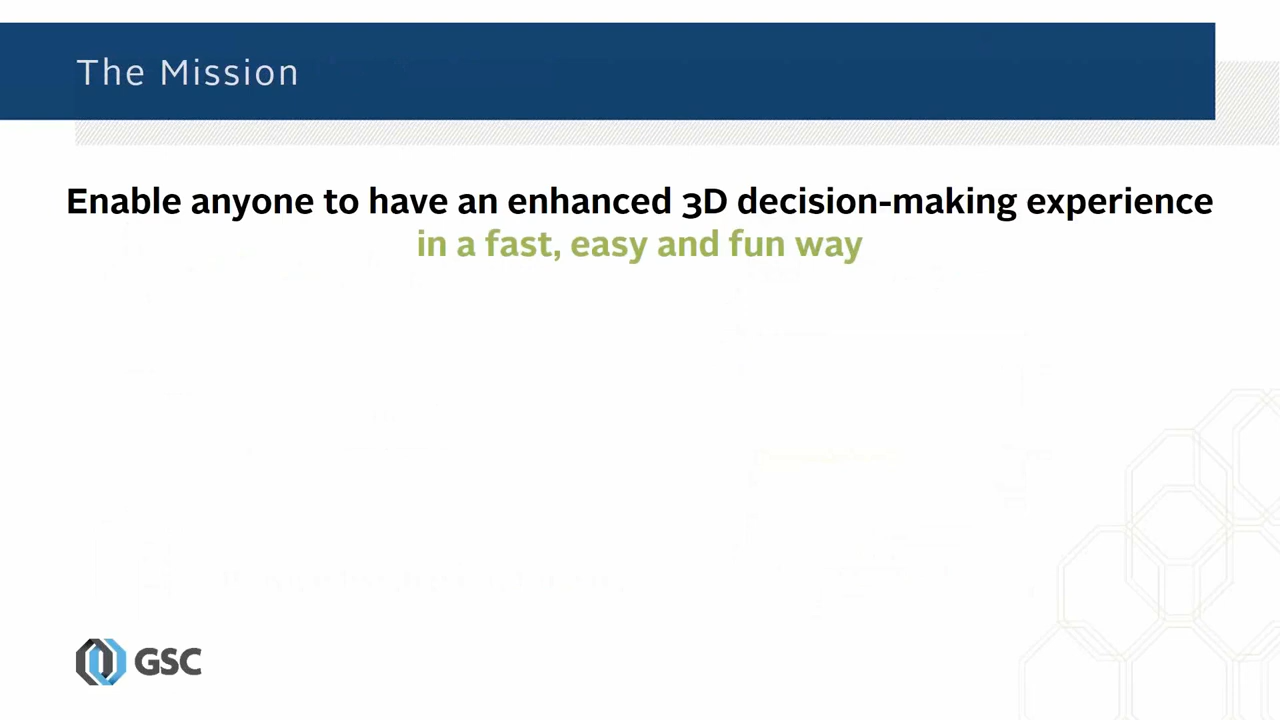 The Mission
Enable anyone to have an enhanced 3D decision-making experience
in a fast, easy and fun way
GSC